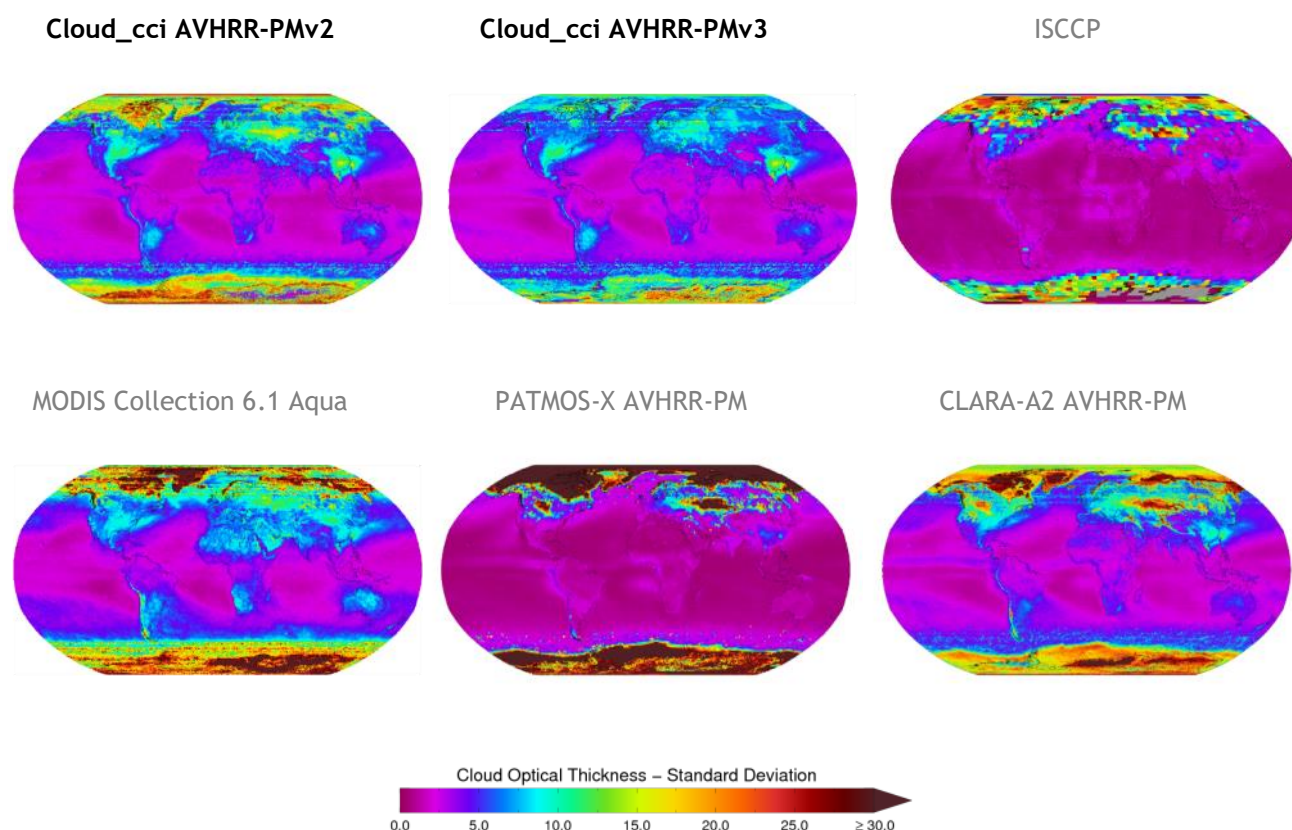 Cloud_cci AVHRR-PMv2
Cloud_cci AVHRR-PMv3
ISCCP
MODIS Collection 6.1 Aqua
PATMOS-X AVHRR-PM
CLARA-A2 AVHRR-PM
Cloud Optical Thickness – Standard Deviation
0.0 5.0 10.0 15.0 20.0 25.0 ≥ 30.0